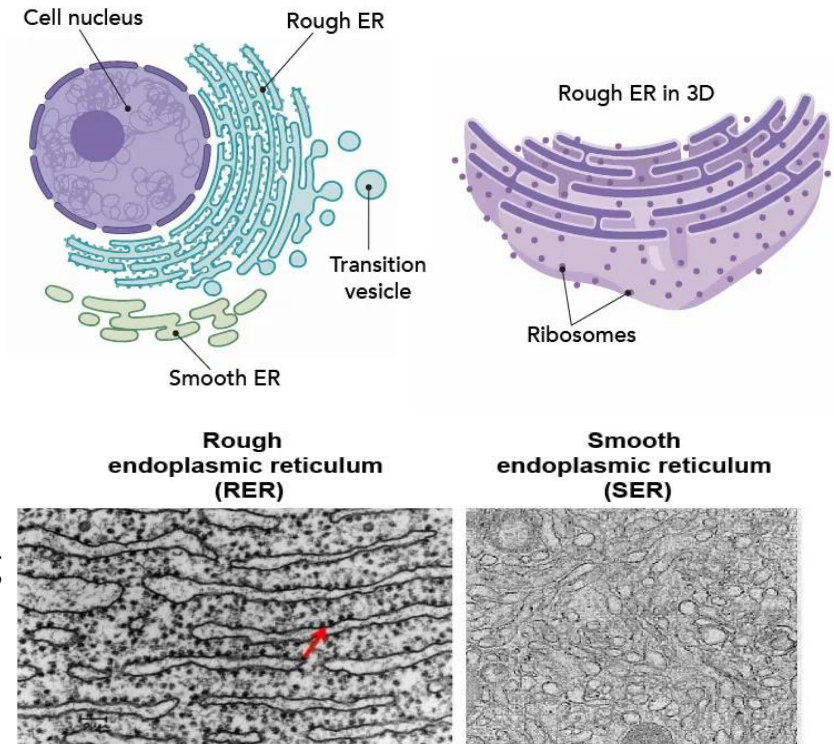 Cell nucleus
Rough ER
Rough ER in 3D
Transition
vesicle
Ribosomes
Smooth ER
Rough
endoplasmic reticulum
(RER)
Smooth
endoplasmic reticulum
(SER)